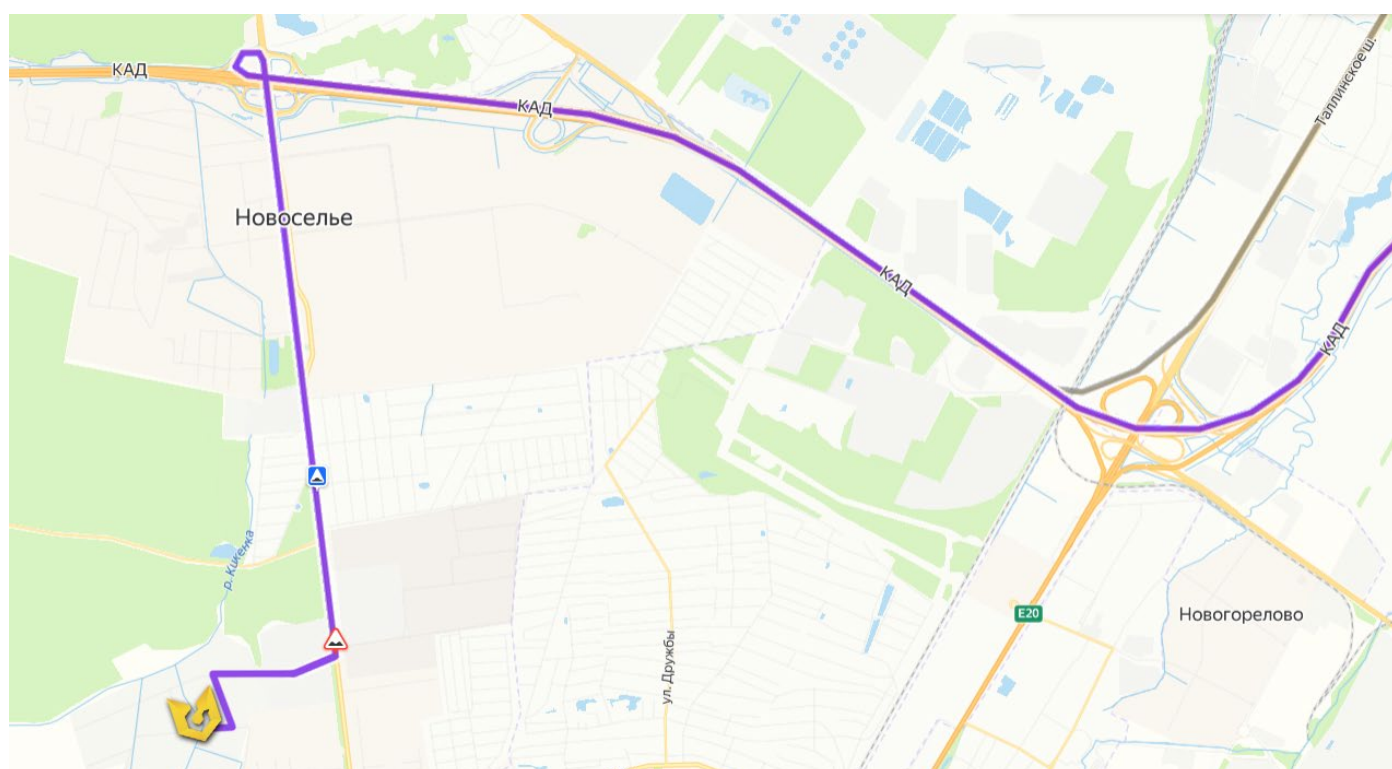 КАД
КАД
Таллинское ш.
Новоселье
КАД
КАД
р. Кикенка
E20
Новогорелово
ул. Дружбы